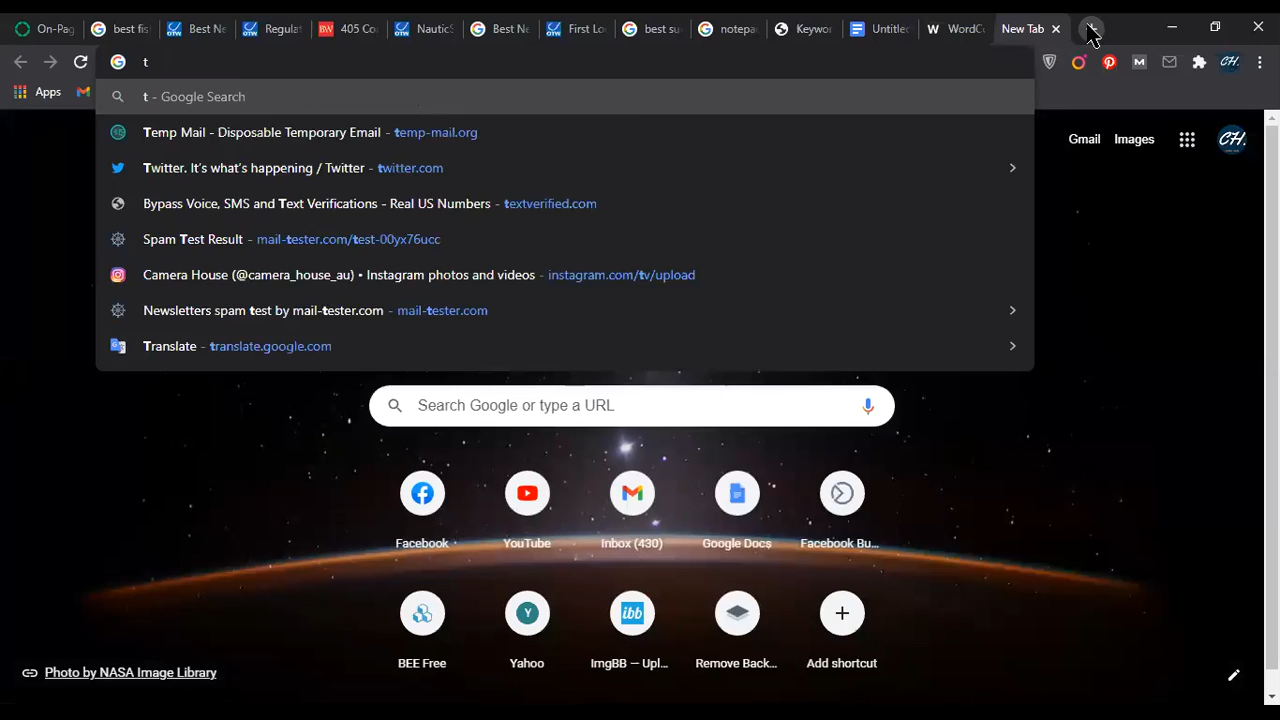 On-Pag best fis Best Ne Regulat 405 Co NauticS Best Ne First Lo best su notepa Keywor Untitled WordCo New Tab
t
Apps
t - Google Search
Temp Mail - Disposable Temporary Email - temp-mail.org
Twitter. It's what's happening / Twitter - twitter.com
Bypass Voice, SMS and Text Verifications - Real US Numbers - textverified.com
Spam Test Result - mail-tester.com/test-00yx76ucc
Camera House (@camera_house_au) • Instagram photos and videos - instagram.com/tv/upload
Newsletters spam test by mail-tester.com - mail-tester.com
Translate - translate.google.com
Gmail Images
CH.
Search Google or type a URL
Facebook YouTube Inbox (430) Google Docs Facebook Bu...
BEE Free Yahoo ImgBB — Upl... Remove Back... Add shortcut
Photo by NASA Image Library